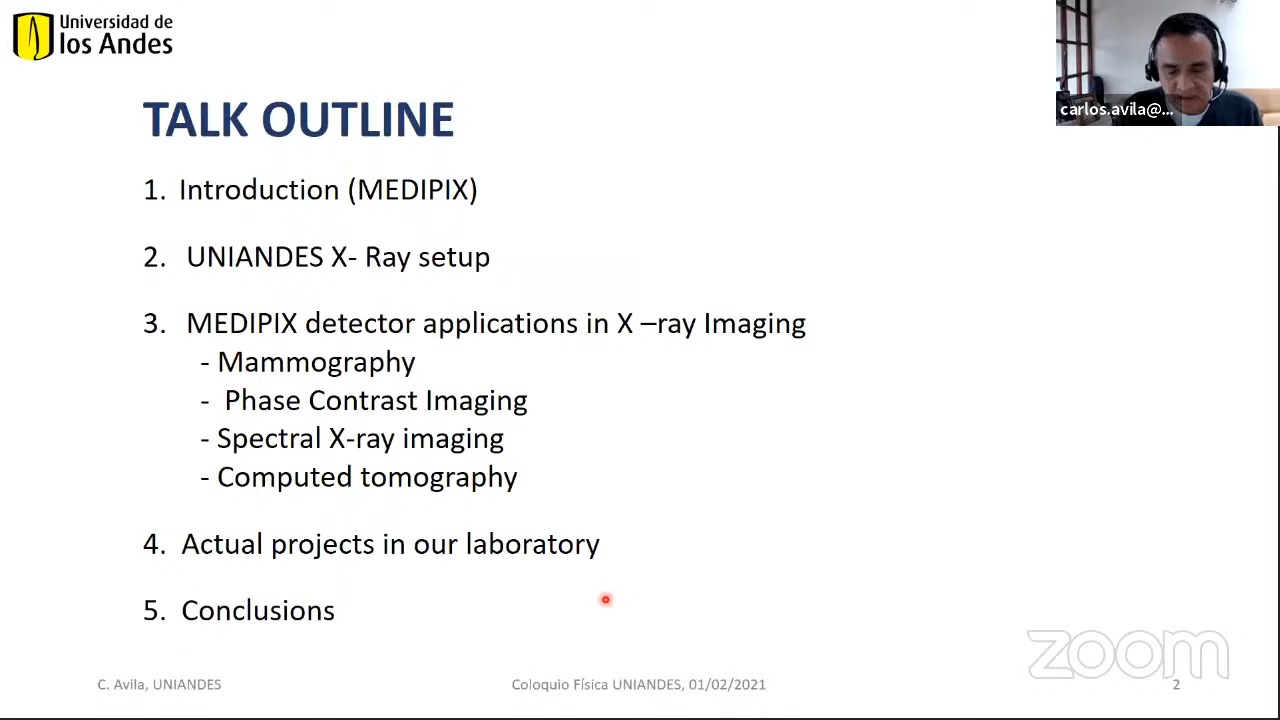 Universidad de
los Andes
carlos.avila@...
TALK OUTLINE
1. Introduction (MEDIPIX)
2. UNIANDES X- Ray setup
3. MEDIPIX detector applications in X –ray Imaging
- Mammography
- Phase Contrast Imaging
- Spectral X-ray imaging
- Computed tomography
4. Actual projects in our laboratory
5. Conclusions
zoom
C. Avila, UNIANDES
Coloquio Física UNIANDES, 01/02/2021
2